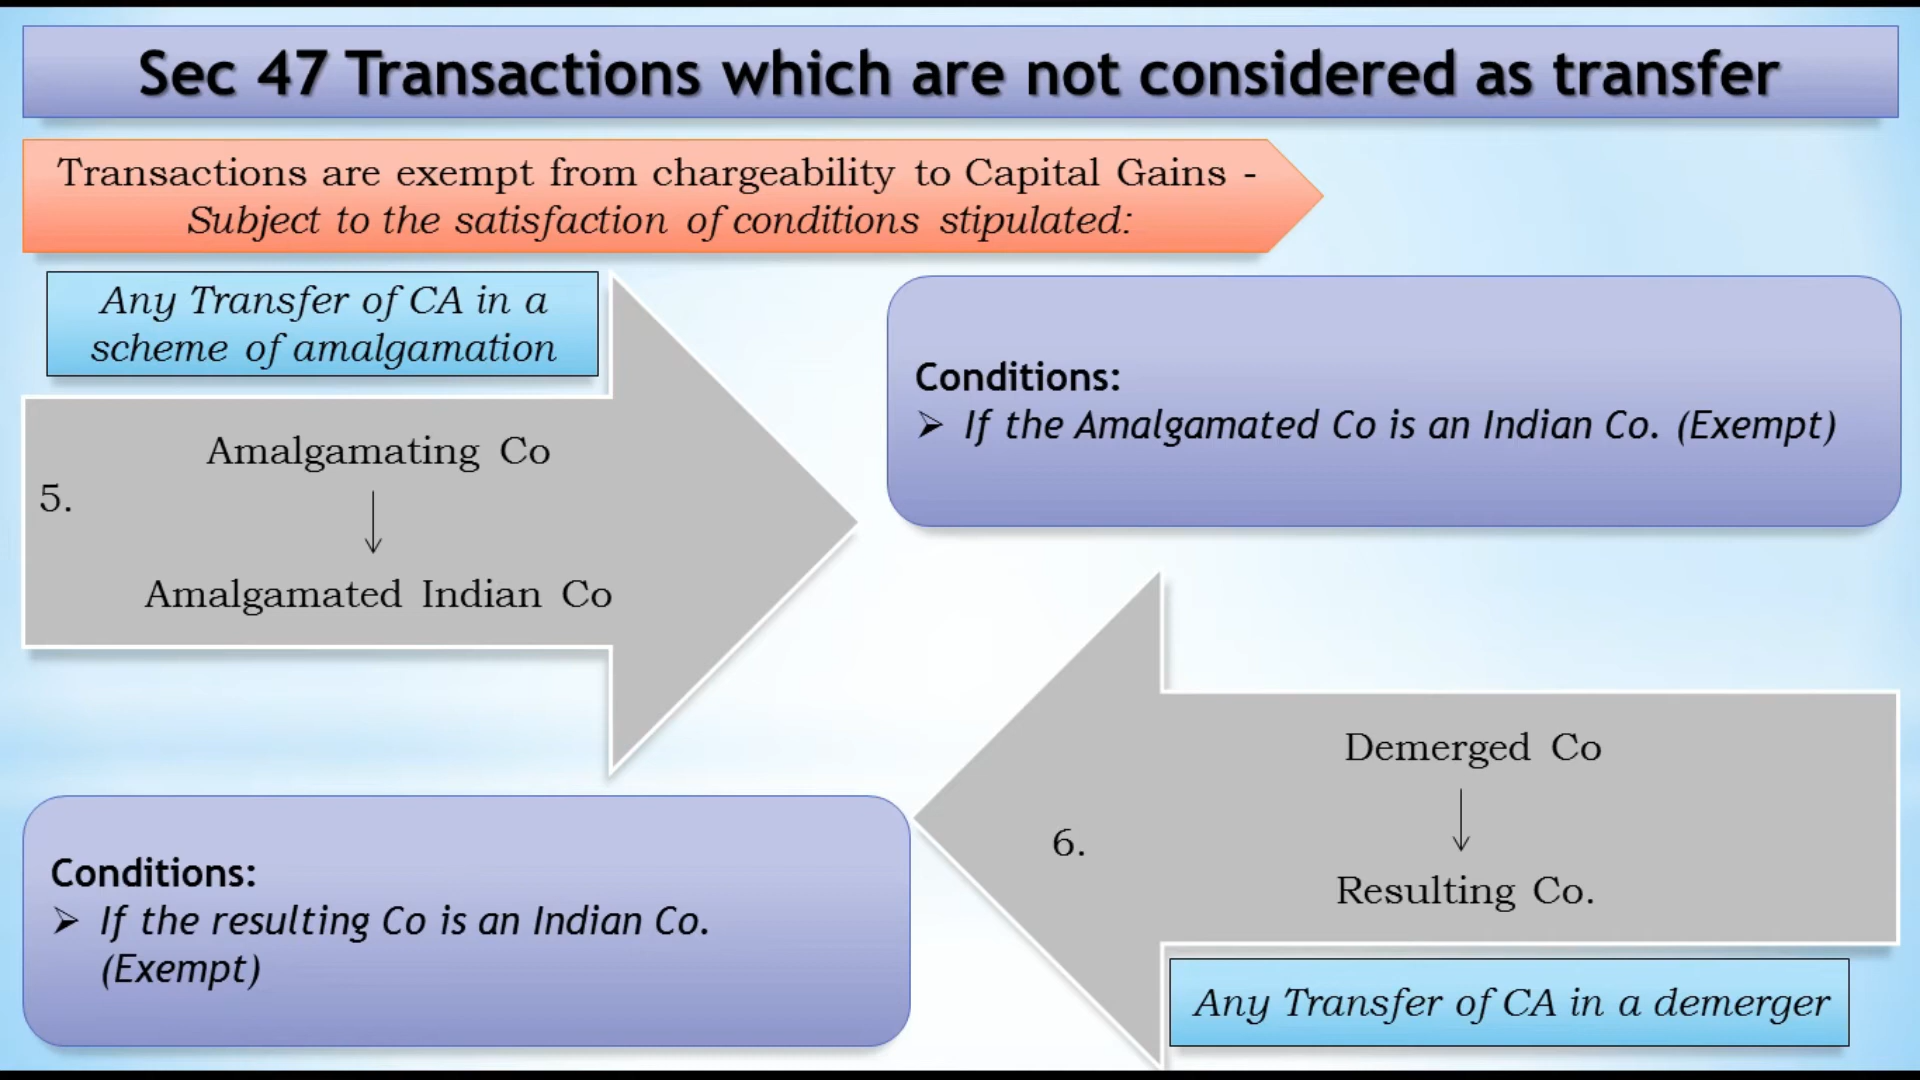 Sec 47 Transactions which are not considered as transfer
Transactions are exempt from chargeability to Capital Gains -
Subject to the satisfaction of conditions stipulated:
Any Transfer of CA in a
scheme of amalgamation
Amalgamating Co
5.
Amalgamated Indian Co
Conditions:
➢ If the Amalgamated Co is an Indian Co. (Exempt)
Demerged Co
6.
Resulting Co.
Any Transfer of CA in a demerger
Conditions:
➢ If the resulting Co is an Indian Co.
(Exempt)